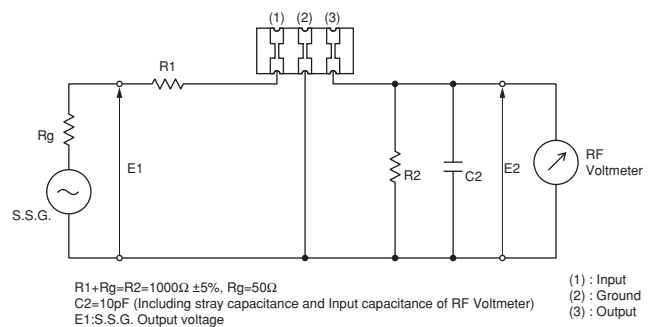 (1) (2) (3)
R1
Rg
E1
R2
C2
E2
RF
Voltmeter
S.S.G.
R1+Rg=R2=1000Ω ±5%, Rg=50Ω
C2=10pF (Including stray capacitance and Input capacitance of RF Voltmeter)
E1:S.S.G. Output voltage
(1) : Input
(2) : Ground
(3) : Output